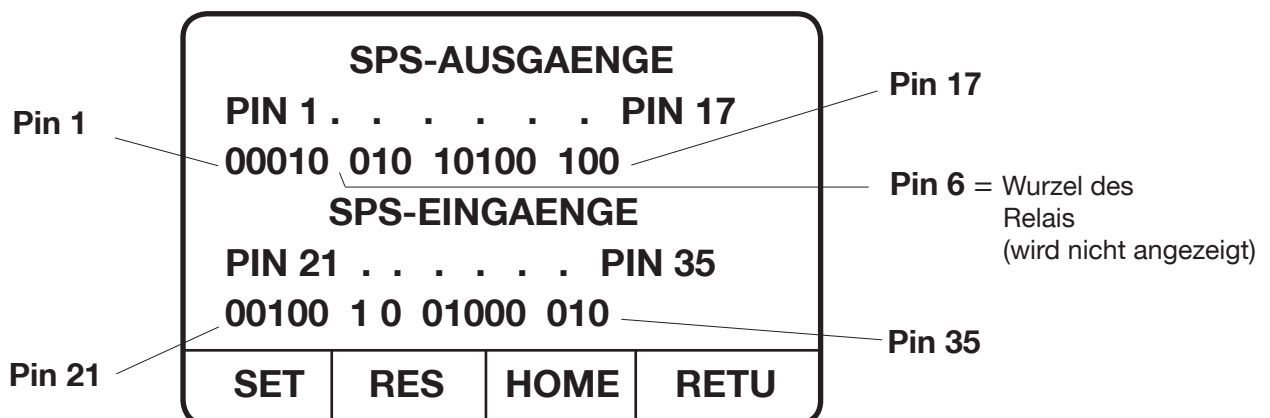 SPS-AUSGAENGE
PIN 1 . . . . . . . PIN 17
00010 010 10100 100
SPS-EINGAENGE
PIN 21 . . . . . . PIN 35
00100 1 0 01000 010
SET RES HOME RETU
Pin 1
Pin 21
Pin 17
Pin 6 = Wurzel des
Relais
(wird nicht angezeigt)
Pin 35